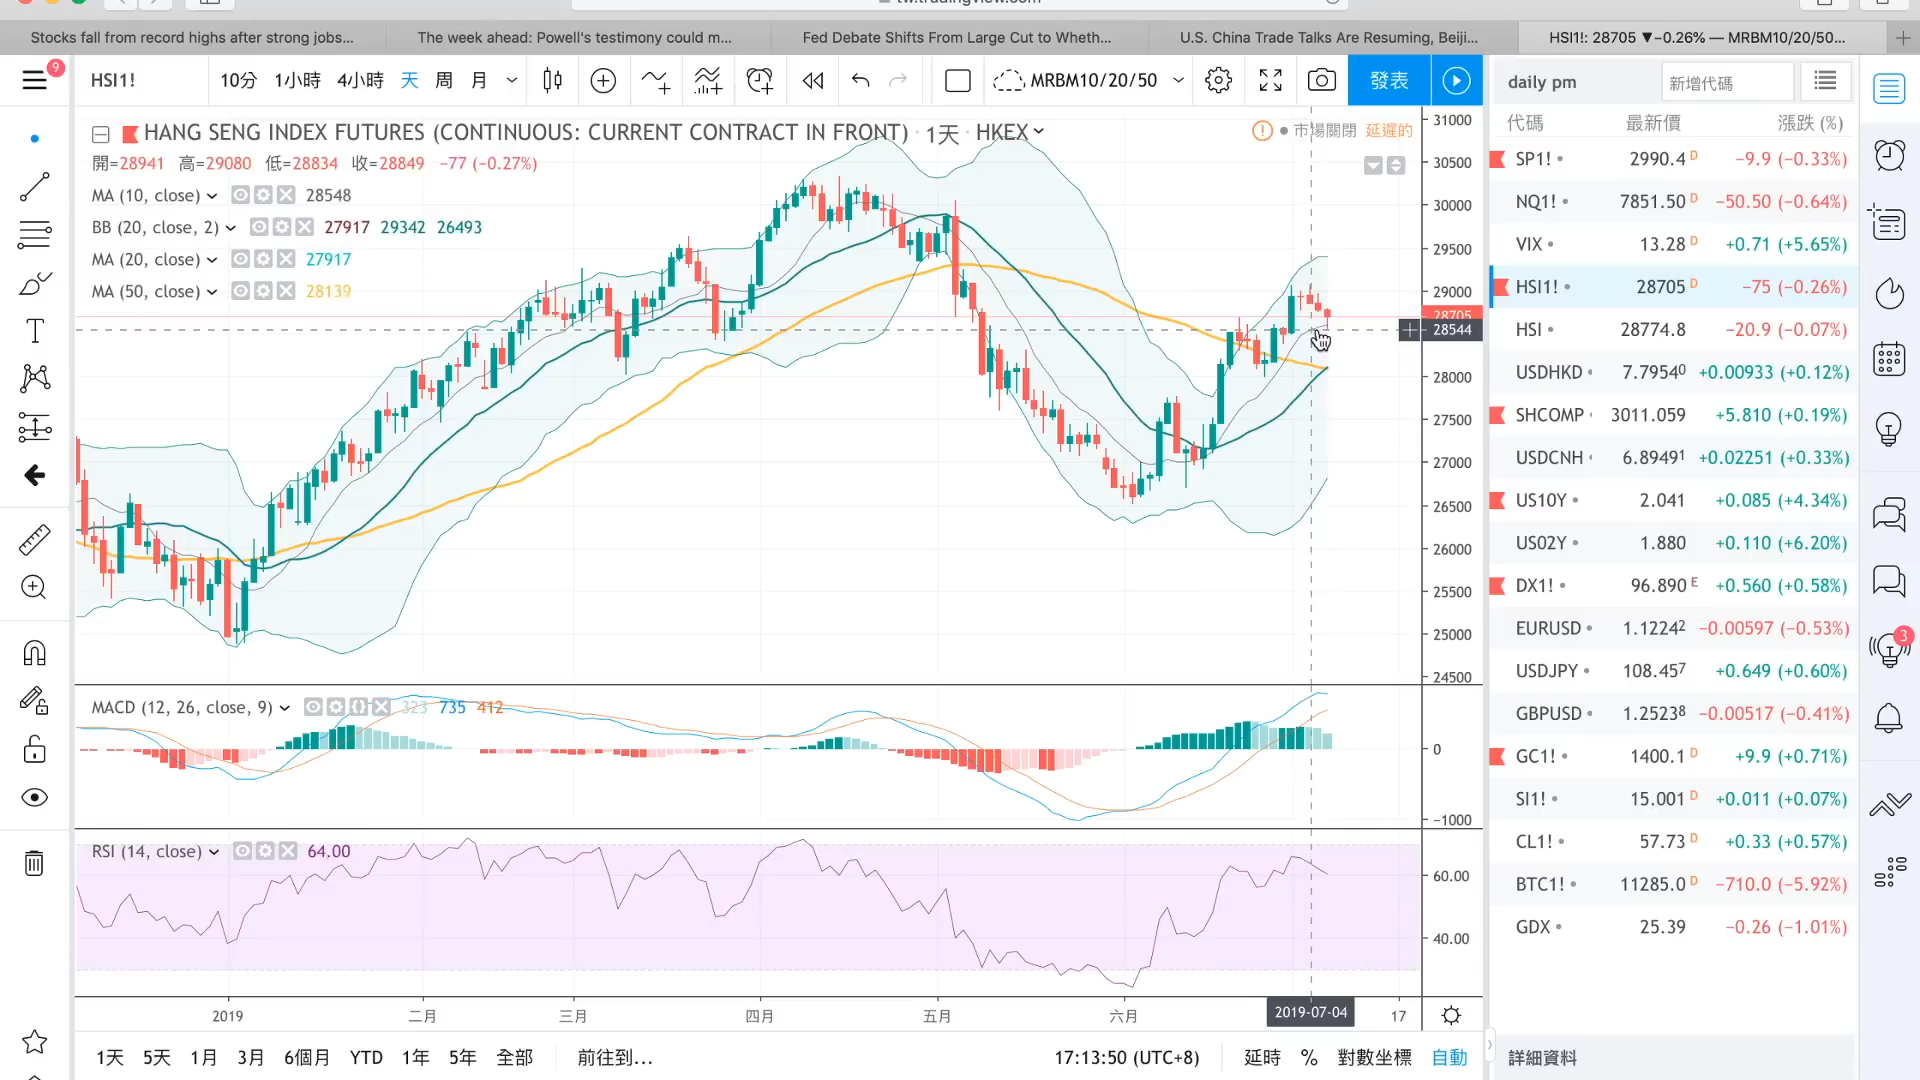 tw.tradingview.com
Stocks fall from record highs after strong jobs...
The week ahead: Powell's testimony could m...
Fed Debate Shifts From Large Cut to Wheth...
U.S. China Trade Talks Are Resuming, Beiji...
HSI1!: 28705 ▼−0.26% — MRBM10/20/50...
9
HSI1!
10分 1小時 4小時 天 周 月
MRBM10/20/50
發表
HANG SENG INDEX FUTURES (CONTINUOUS: CURRENT CONTRACT IN FRONT) · 1天 · HKEX
市場關閉 延遲的
開=28941 高=29080 低=28834 收=28849 −77 (−0.27%)
MA (10, close) 28548
BB (20, close, 2) 27917 29342 26493
MA (20, close) 27917
MA (50, close) 28139
31000
30500
30000
29500
29000
28705
28544
28000
27500
27000
26500
26000
25500
25000
24500
MACD (12, 26, close, 9) 323 735 412
0
−1000
RSI (14, close) 64.00
60.00
40.00
2019 二月 三月 四月 五月 六月 2019-07-04 17
1天 5天 1月 3月 6個月 YTD 1年 5年 全部 前往到...
17:13:50 (UTC+8) 延時 % 對數坐標 自動
daily pm 新增代碼
代碼 最新價 漲跌 (%)
SP1! 2990.4 D −9.9 (−0.33%)
NQ1! 7851.50 D −50.50 (−0.64%)
VIX 13.28 D +0.71 (+5.65%)
HSI1! 28705 D −75 (−0.26%)
HSI 28774.8 −20.9 (−0.07%)
USDHKD 7.79540 +0.00933 (+0.12%)
SHCOMP 3011.059 +5.810 (+0.19%)
USDCNH 6.89491 +0.02251 (+0.33%)
US10Y 2.041 +0.085 (+4.34%)
US02Y 1.880 +0.110 (+6.20%)
DX1! 96.890 E +0.560 (+0.58%)
EURUSD 1.12242 −0.00597 (−0.53%)
USDJPY 108.457 +0.649 (+0.60%)
GBPUSD 1.25238 −0.00517 (−0.41%)
GC1! 1400.1 D +9.9 (+0.71%)
SI1! 15.001 D +0.011 (+0.07%)
CL1! 57.73 D +0.33 (+0.57%)
BTC1! 11285.0 D −710.0 (−5.92%)
GDX 25.39 −0.26 (−1.01%)
詳細資料
3